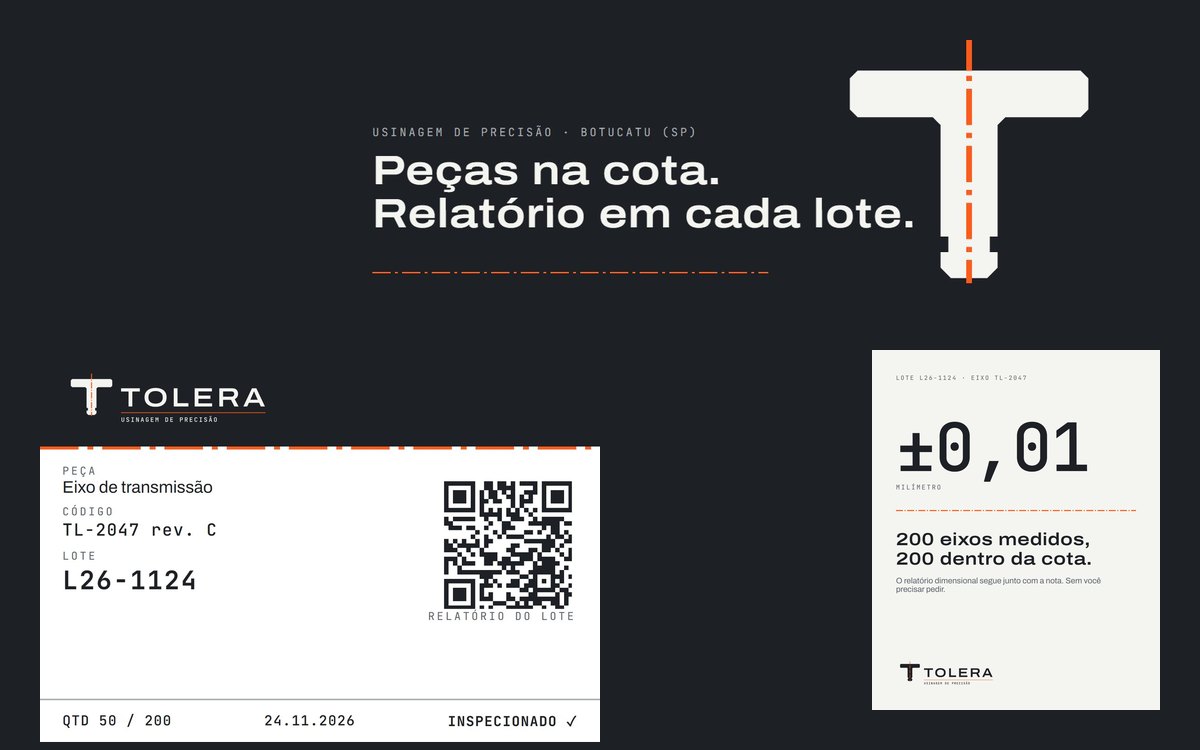 USINAGEM DE PRECISÃO · BOTUCATU (SP)
Peças na cota.
Relatório em cada lote.
TOLERA
USINAGEM DE PRECISÃO
PEÇA
Eixo de transmissão
CÓDIGO
TL-2047 rev. C
LOTE
L26-1124
RELATÓRIO DO LOTE
QTD 50 / 200
24.11.2026
INSPECIONADO ✓
LOTE L26-1124 · EIXO TL-2047
±0,01
MILÍMETRO
200 eixos medidos,
200 dentro da cota.
O relatório dimensional segue junto com a nota. Sem você
precisar pedir.
TOLERA
USINAGEM DE PRECISÃO